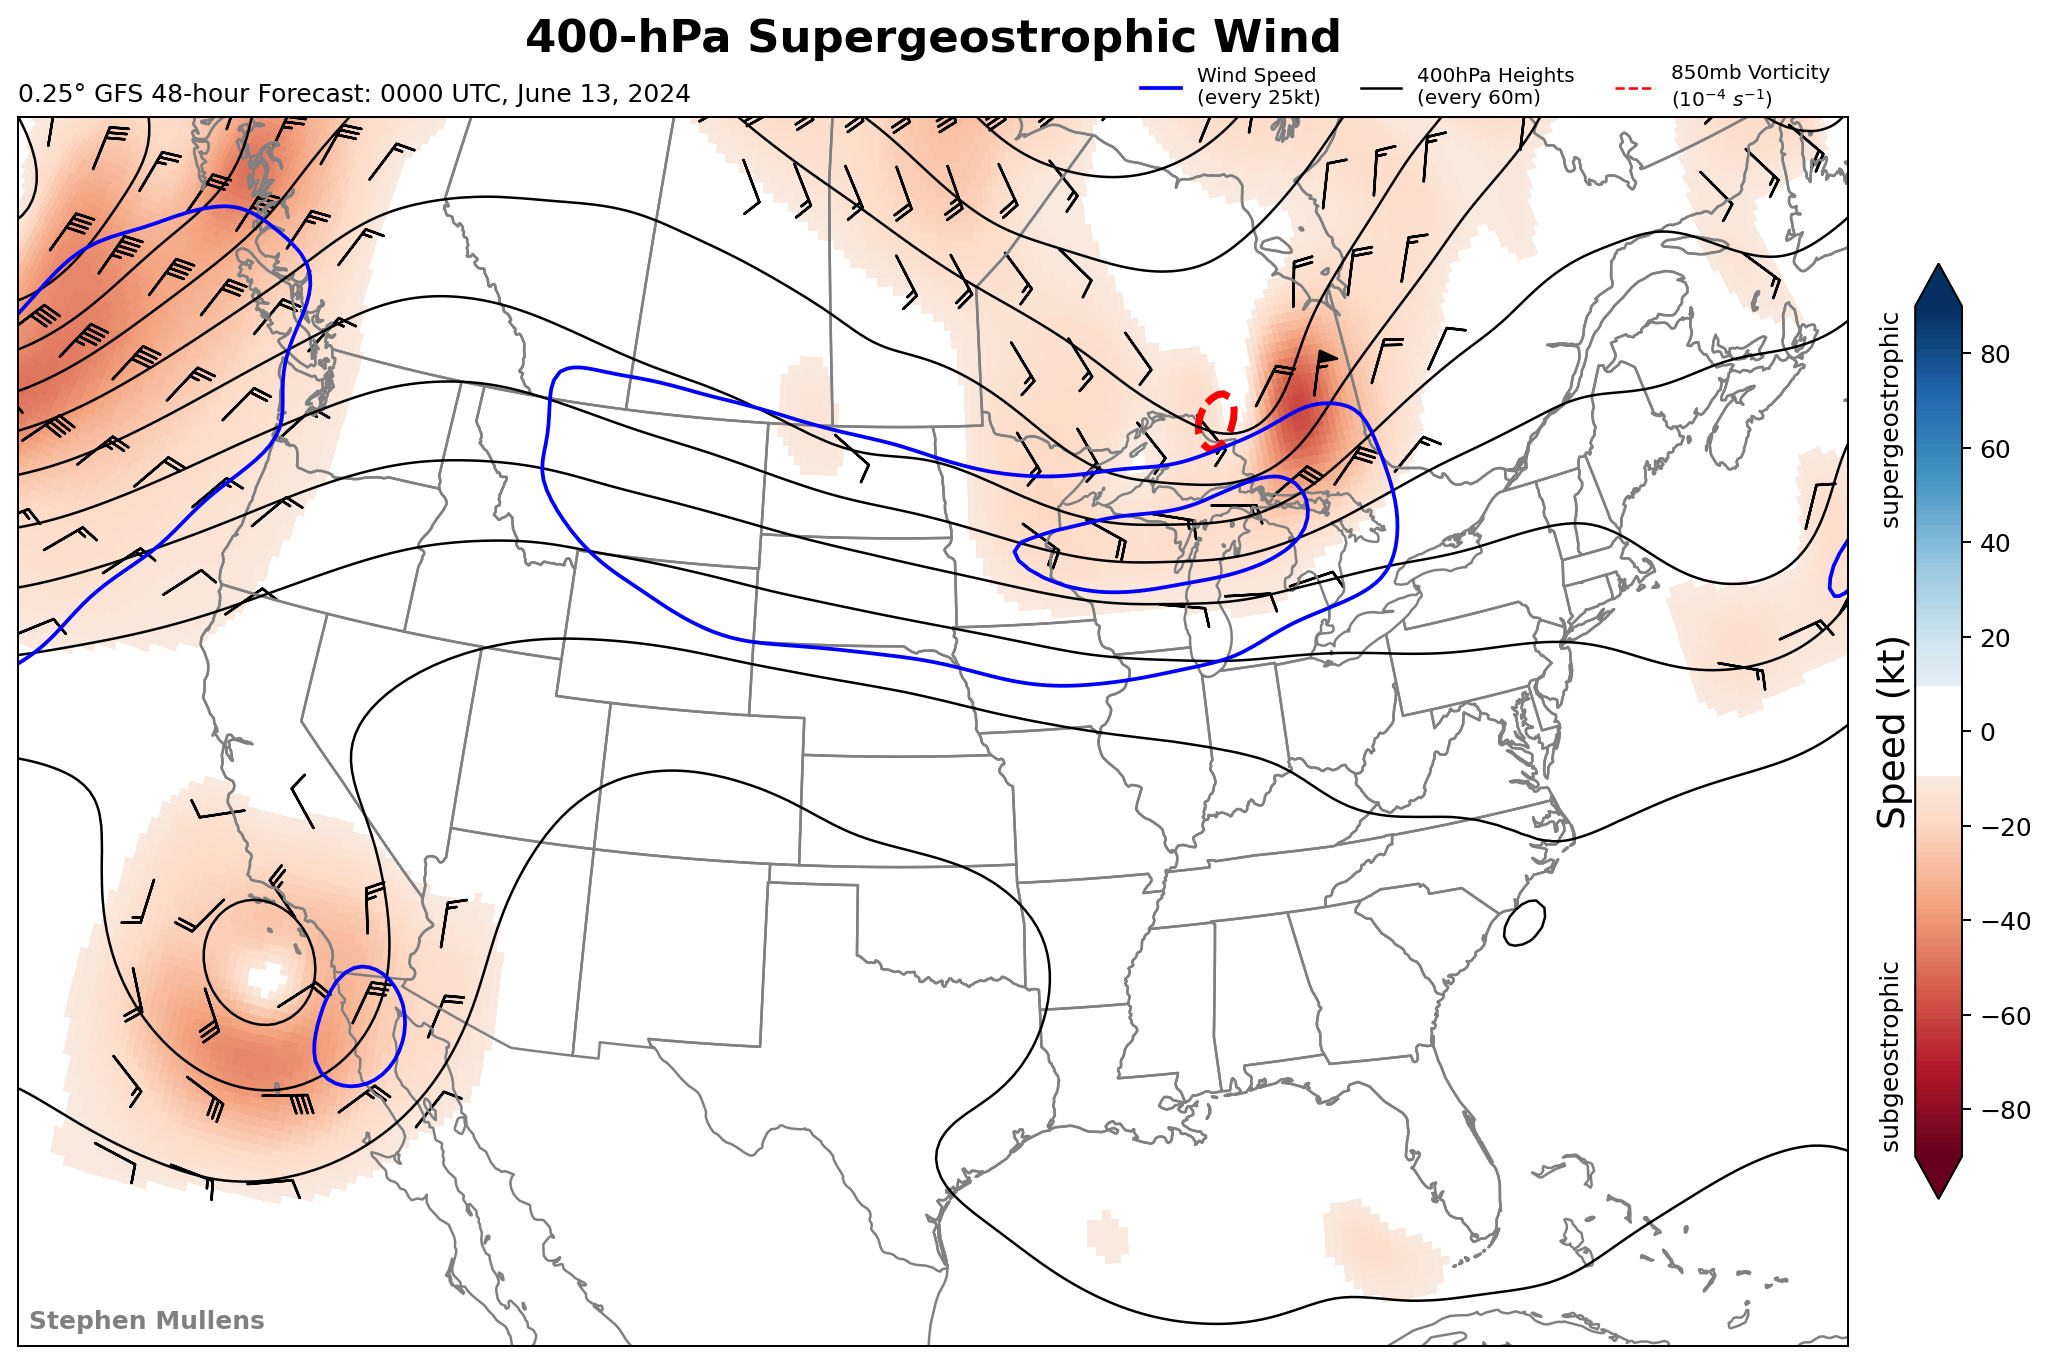 400-hPa Supergeostrophic Wind
0.25° GFS 48-hour Forecast: 0000 UTC, June 13, 2024
Wind Speed
(every 25kt)
400hPa Heights
(every 60m)
850mb Vorticity
(10⁻⁴ s⁻¹)
supergeostrophic
Speed (kt)
subgeostrophic
80
60
40
20
0
−20
−40
−60
−80
Stephen Mullens